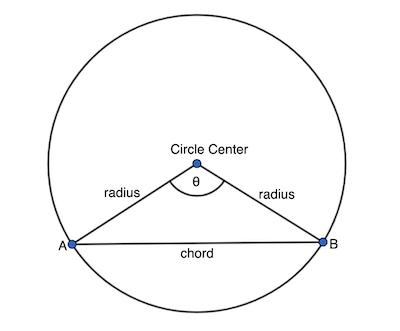 Circle Center
θ
radius
radius
A
B
chord